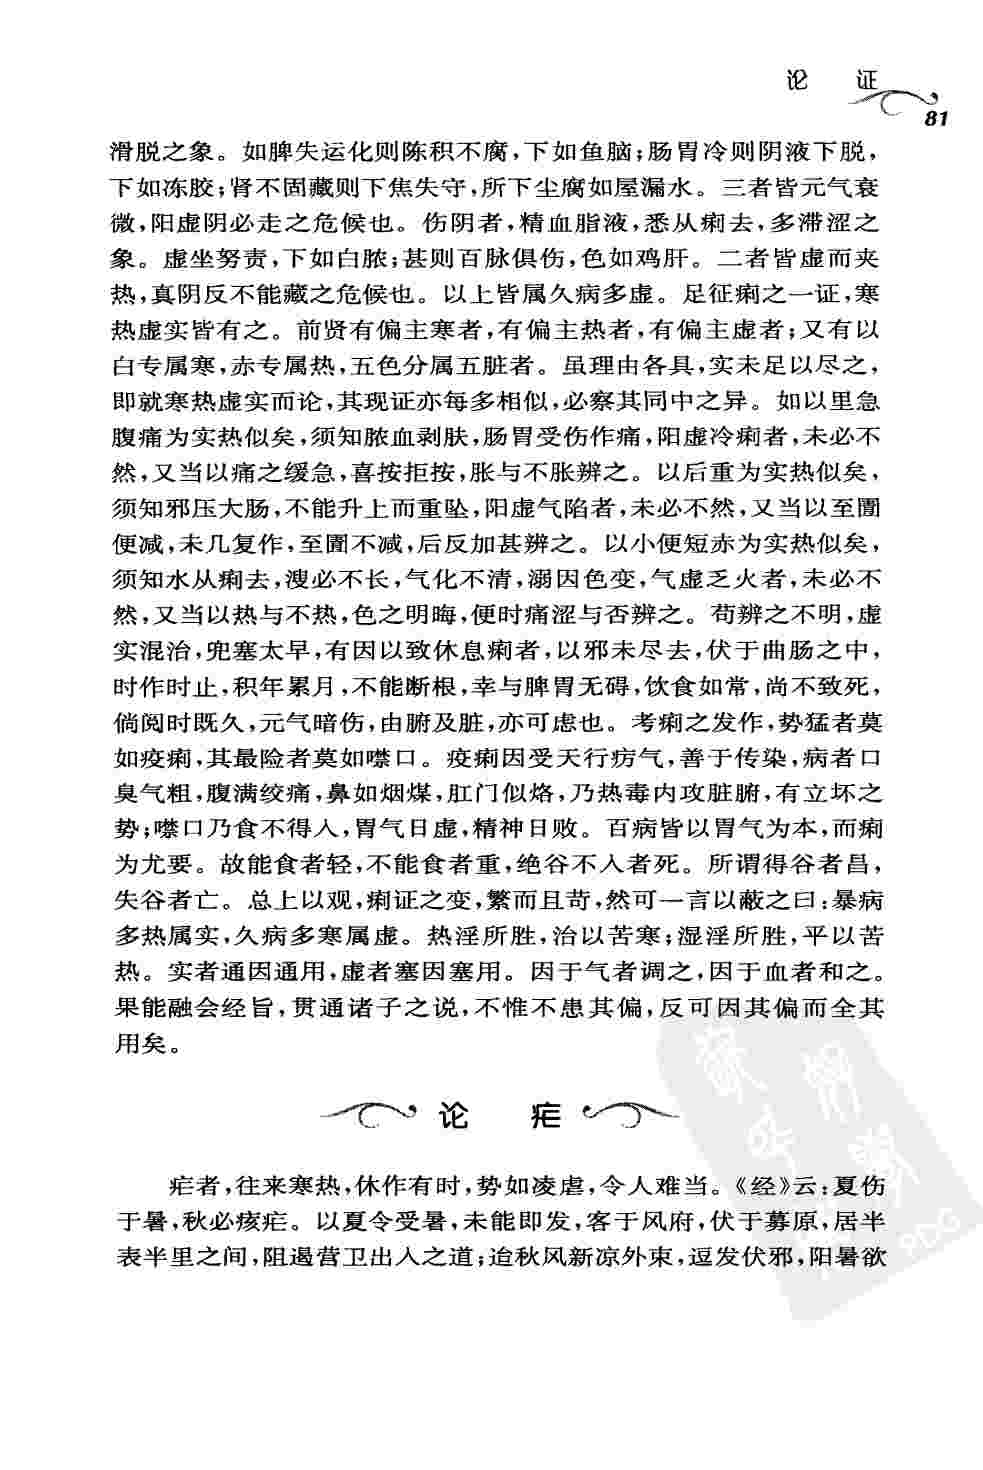 论 证
81
滑脱之象。如脾失运化则陈积不腐,下如鱼脑;肠胃冷则阴液下脱,
下如冻胶;肾不固藏则下焦失守,所下尘腐如屋漏水。三者皆元气衰
微,阳虚阴必走之危候也。伤阴者,精血脂液,悉从痢去,多滞涩之
象。虚坐努责,下如白脓;甚则百脉俱伤,色如鸡肝。二者皆虚而夹
热,真阴反不能藏之危候也。以上皆属久病多虚。足征痢之一证,寒
热虚实皆有之。前贤有偏主寒者,有偏主热者,有偏主虚者;又有以
白专属寒,赤专属热,五色分属五脏者。虽理由各具,实未足以尽之,
即就寒热虚实而论,其现证亦每多相似,必察其同中之异。如以里急
腹痛为实热似矣,须知脓血剥肤,肠胃受伤作痛,阳虚冷痢者,未必不
然,又当以痛之缓急,喜按拒按,胀与不胀辨之。以后重为实热似矣,
须知邪压大肠,不能升上而重坠,阳虚气陷者,未必不然,又当以至圊
便减,未几复作,至圊不减,后反加甚辨之。以小便短赤为实热似矣,
须知水从痢去,溲必不长,气化不清,溺因色变,气虚乏火者,未必不
然,又当以热与不热,色之明晦,便时痛涩与否辨之。苟辨之不明,虚
实混治,兜塞太早,有因以致休息痢者,以邪未尽去,伏于曲肠之中,
时作时止,积年累月,不能断根,幸与脾胃无碍,饮食如常,尚不致死,
倘阅时既久,元气暗伤,由腑及脏,亦可虑也。考痢之发作,势猛者莫
如疫痢,其最险者莫如噤口。疫痢因受天行疠气,善于传染,病者口
臭气粗,腹满绞痛,鼻如烟煤,肛门似烙,乃热毒内攻脏腑,有立坏之
势;噤口乃食不得入,胃气日虚,精神日败。百病皆以胃气为本,而痢
为尤要。故能食者轻,不能食者重,绝谷不入者死。所谓得谷者昌,
失谷者亡。总上以观,痢证之变,繁而且苛,然可一言以蔽之曰:暴病
多热属实,久病多寒属虚。热淫所胜,治以苦寒;湿淫所胜,平以苦
热。实者通因通用,虚者塞因塞用。因于气者调之,因于血者和之。
果能融会经旨,贯通诸子之说,不惟不患其偏,反可因其偏而全其
用矣。
论 疟
疟者,往来寒热,休作有时,势如凌虐,令人难当。《经》云:夏伤
于暑,秋必痎疟。以夏令受暑,未能即发,客于风府,伏于募原,居半
表半里之间,阻遏营卫出入之道;迨秋风新凉外束,逗发伏邪,阳暑欲
PDG